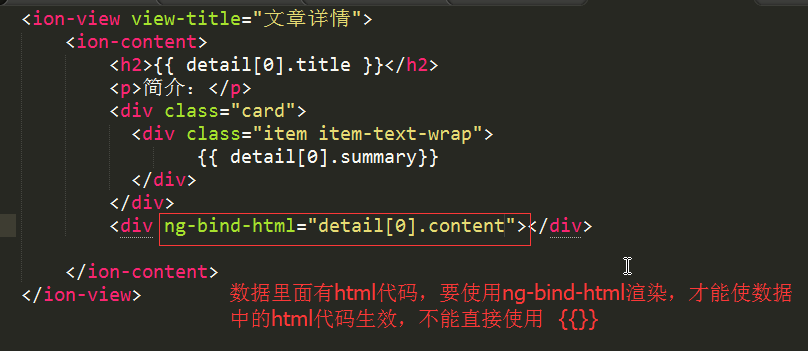 <ion-view view-title="文章详情">
<ion-content>
<h2>{{ detail[0].title }}</h2>
<p>简介：</p>
<div class="card">
<div class="item item-text-wrap">
{{ detail[0].summary}}
</div>
</div>
<div ng-bind-html="detail[0].content"></div>
</ion-content>
</ion-view>
数据里面有html代码，要使用ng-bind-html渲染，才能使数据
中的html代码生效，不能直接使用 {{}}